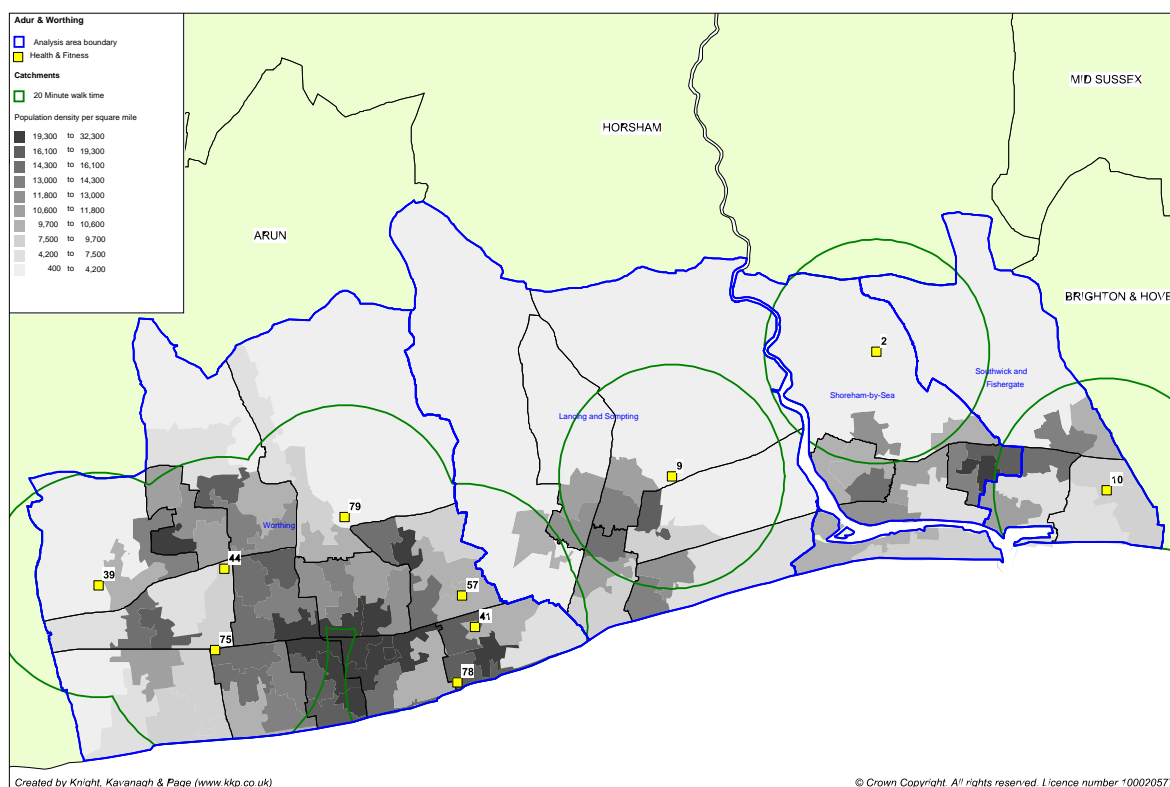 Adur & Worthing
Analysis area boundary
Health & Fitness
Catchments
20 Minute walk time
Population density per square mile
19,300 to 32,300
16,100 to 19,300
14,300 to 16,100
13,000 to 14,300
11,800 to 13,000
10,600 to 11,800
9,700 to 10,600
7,500 to 9,700
4,200 to 7,500
400 to 4,200
MID SUSSEX
HORSHAM
ARUN
BRIGHTON & HOVE
2
Southwick and
Fishergate
Shoreham-by-Sea
Lancing and Sompting
9
10
79
Worthing
44
39
57
41
75
78
Created by Knight, Kavanagh & Page (www.kkp.co.uk)
© Crown Copyright. All rights reserved. Licence number 100020577